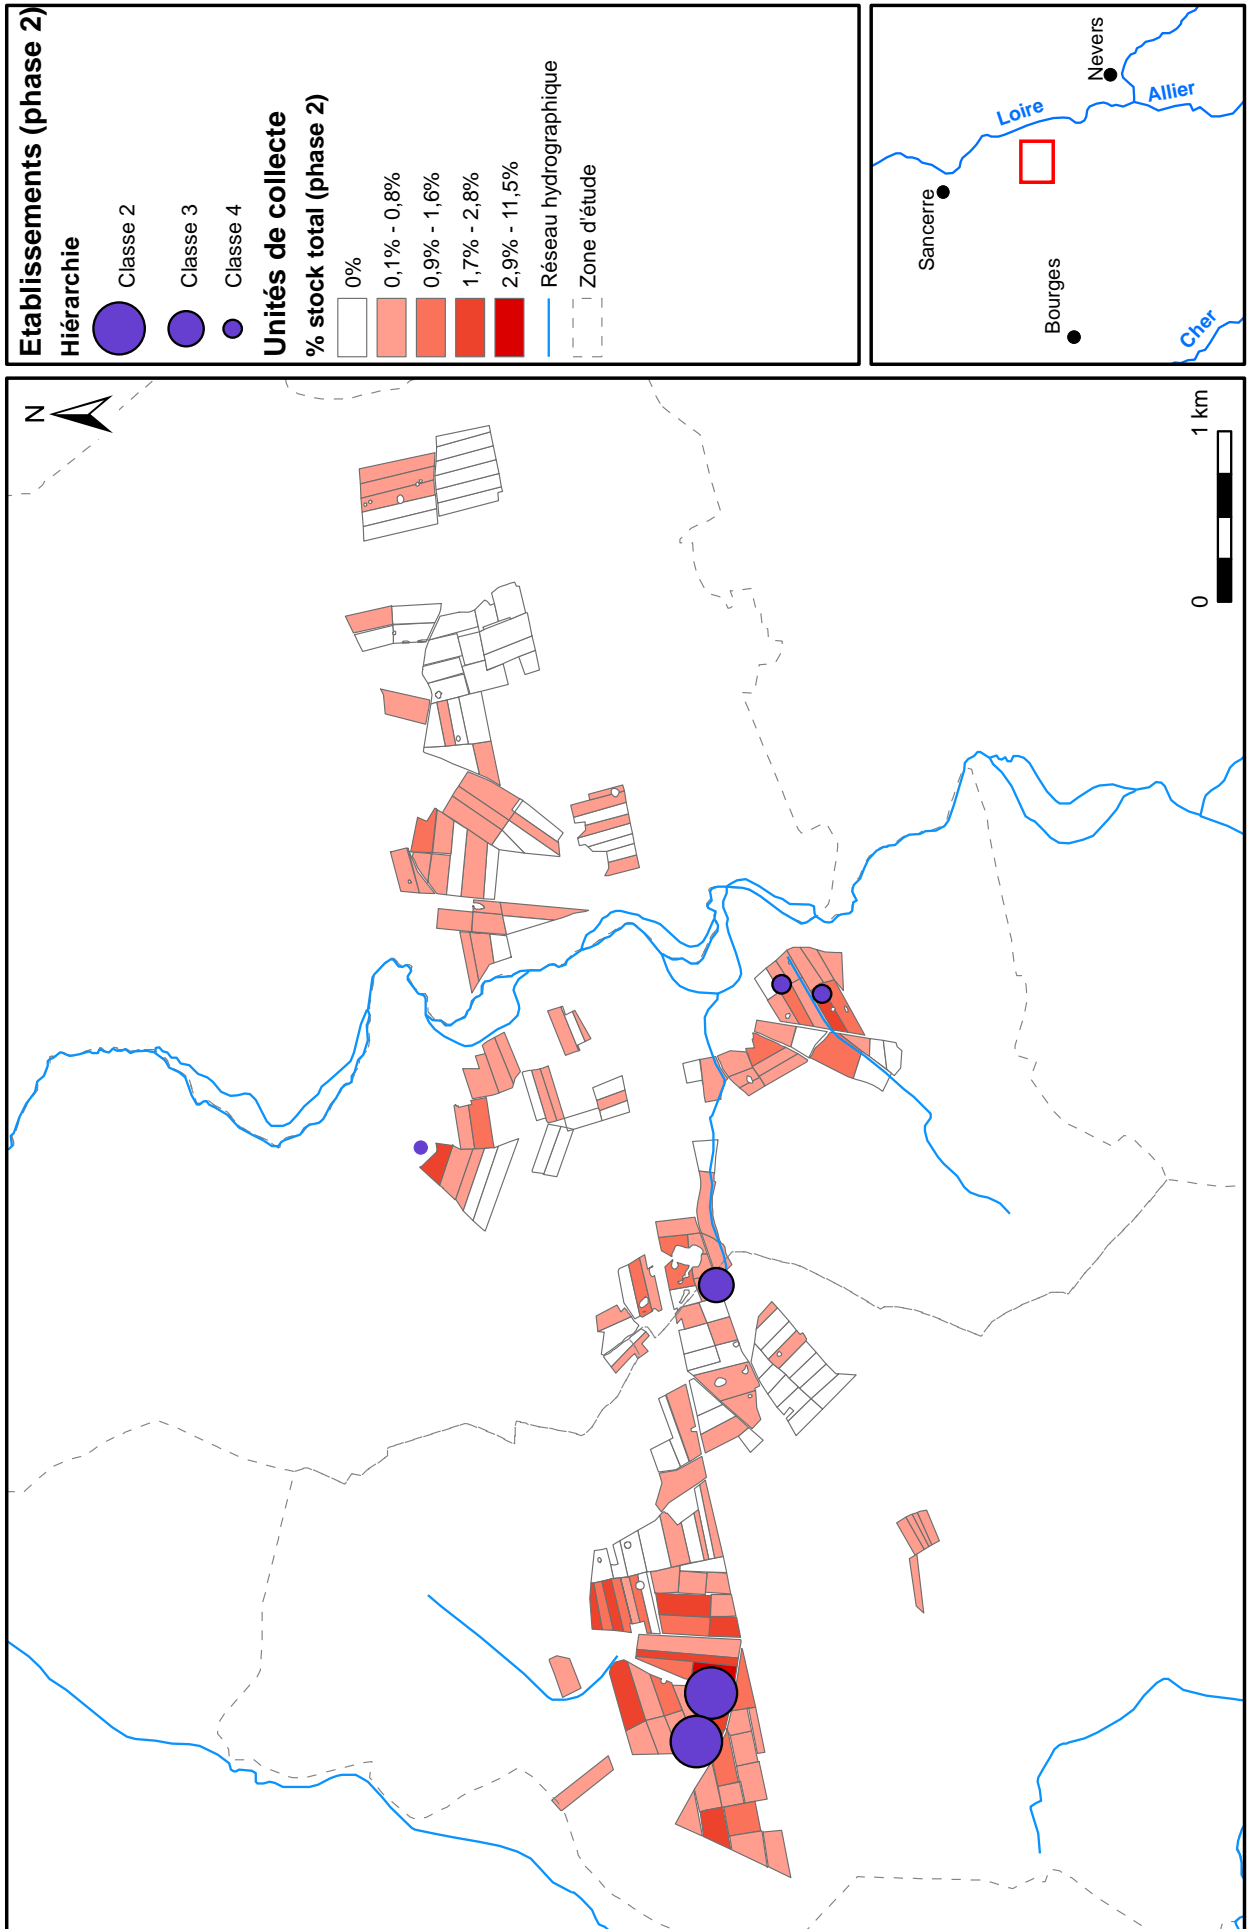 Etablissements (phase 2)
Hiérarchie
Classe 2
Classe 3
Classe 4
Unités de collecte
% stock total (phase 2)
0%
0,1% - 0,8%
0,9% - 1,6%
1,7% - 2,8%
2,9% - 11,5%
Réseau hydrographique
Zone d'étude
Nevers
Allier
Loire
Sancerre
Bourges
Cher
N
0 1 km